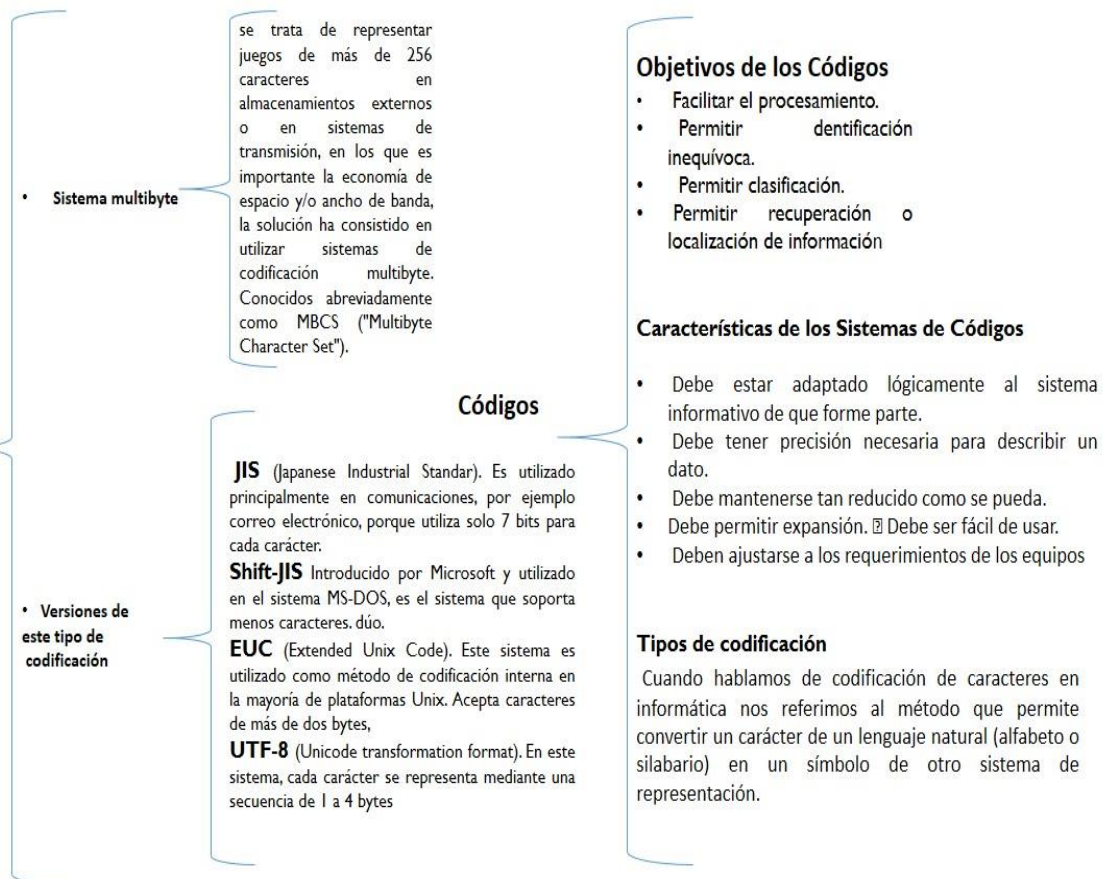 • Sistema multibyte
se trata de representar
juegos de más de 256
caracteres en
almacenamientos externos
o en sistemas de
transmisión, en los que es
importante la economía de
espacio y/o ancho de banda,
la solución ha consistido en
utilizar sistemas de
codificación multibyte.
Conocidos abreviadamente
como MBCS ("Multibyte
Character Set").
• Versiones de
este tipo de
codificación
JIS (Japanese Industrial Standar). Es utilizado
principalmente en comunicaciones, por ejemplo
correo electrónico, porque utiliza solo 7 bits para
cada carácter.
Shift-JIS Introducido por Microsoft y utilizado
en el sistema MS-DOS, es el sistema que soporta
menos caracteres. dúo.
EUC (Extended Unix Code). Este sistema es
utilizado como método de codificación interna en
la mayoría de plataformas Unix. Acepta caracteres
de más de dos bytes,
UTF-8 (Unicode transformation format). En este
sistema, cada carácter se representa mediante una
secuencia de 1 a 4 bytes
Códigos
Objetivos de los Códigos
• Facilitar el procesamiento.
• Permitir dentificación
inequívoca.
• Permitir clasificación.
• Permitir recuperación o
localización de información
Características de los Sistemas de Códigos
• Debe estar adaptado lógicamente al sistema
informativo de que forme parte.
• Debe tener precisión necesaria para describir un
dato.
• Debe mantenerse tan reducido como se pueda.
• Debe permitir expansión. ⍰ Debe ser fácil de usar.
• Deben ajustarse a los requerimientos de los equipos
Tipos de codificación
Cuando hablamos de codificación de caracteres en
informática nos referimos al método que permite
convertir un carácter de un lenguaje natural (alfabeto o
silabario) en un símbolo de otro sistema de
representación.